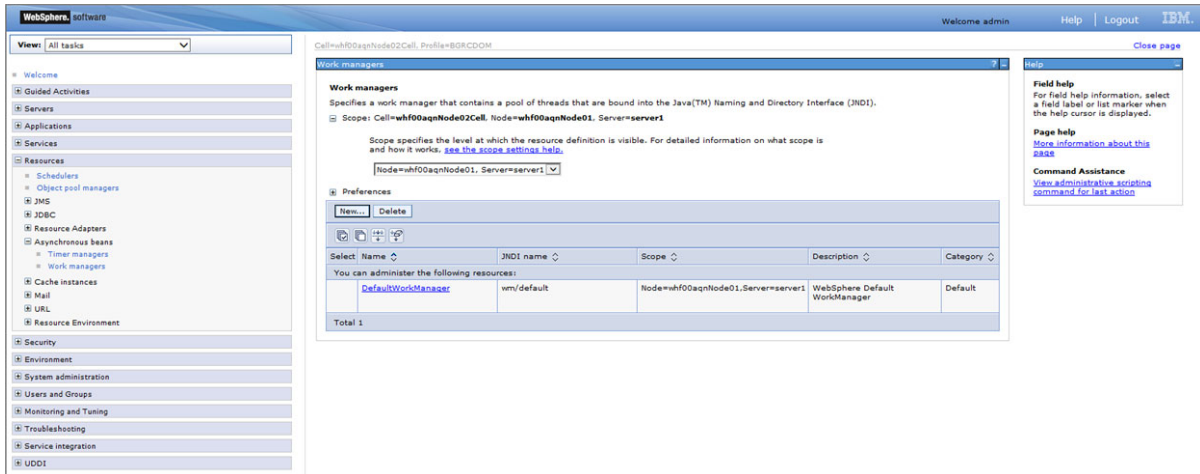 WebSphere. software
Welcome admin
Help | Logout
IBM.
View: All tasks
Cell=whf00aqnNode02Cell, Profile=BGRCDOM
Close page
Welcome
Guided Activities
Servers
Applications
Services
Resources
Schedulers
Object pool managers
JMS
JDBC
Resource Adapters
Asynchronous beans
Timer managers
Work managers
Cache instances
Mail
URL
Resource Environment
Security
Environment
System administration
Users and Groups
Monitoring and Tuning
Troubleshooting
Service integration
UDDI
Work managers
? -
Work managers
Specifies a work manager that contains a pool of threads that are bound into the Java(TM) Naming and Directory Interface (JNDI).
Scope: Cell=whf00aqnNode02Cell, Node=whf00aqnNode01, Server=server1
Scope specifies the level at which the resource definition is visible. For detailed information on what scope is
and how it works, see the scope settings help.
Node=whf00aqnNode01, Server=server1
Preferences
New... Delete
Select Name JNDI name Scope Description Category
You can administer the following resources:
DefaultWorkManager wm/default Node=whf00aqnNode01,Server=server1 WebSphere Default Default
WorkManager
Total 1
Help
Field help
For field help information, select
a field label or list marker when
the help cursor is displayed.
Page help
More information about this
page
Command Assistance
View administrative scripting
command for last action